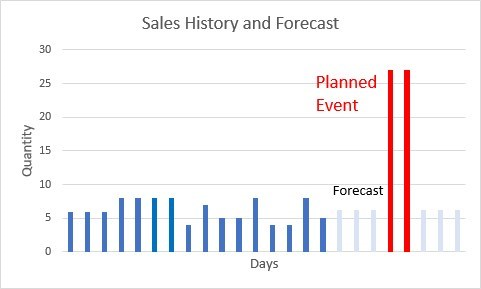 Sales History and Forecast
30
25
20
15
10
5
0
Quantity
Planned
Event
Forecast
Days